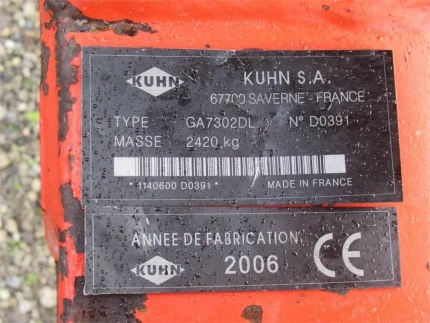 KUHN
KUHN S.A.
67700 SAVERNE - FRANCE
TYPE GA7302DL N° D0391
MASSE 2420,kg
* 1140600 D0391 * MADE IN FRANCE
ANNEE DE FABRICATION
KUHN 2006 CE